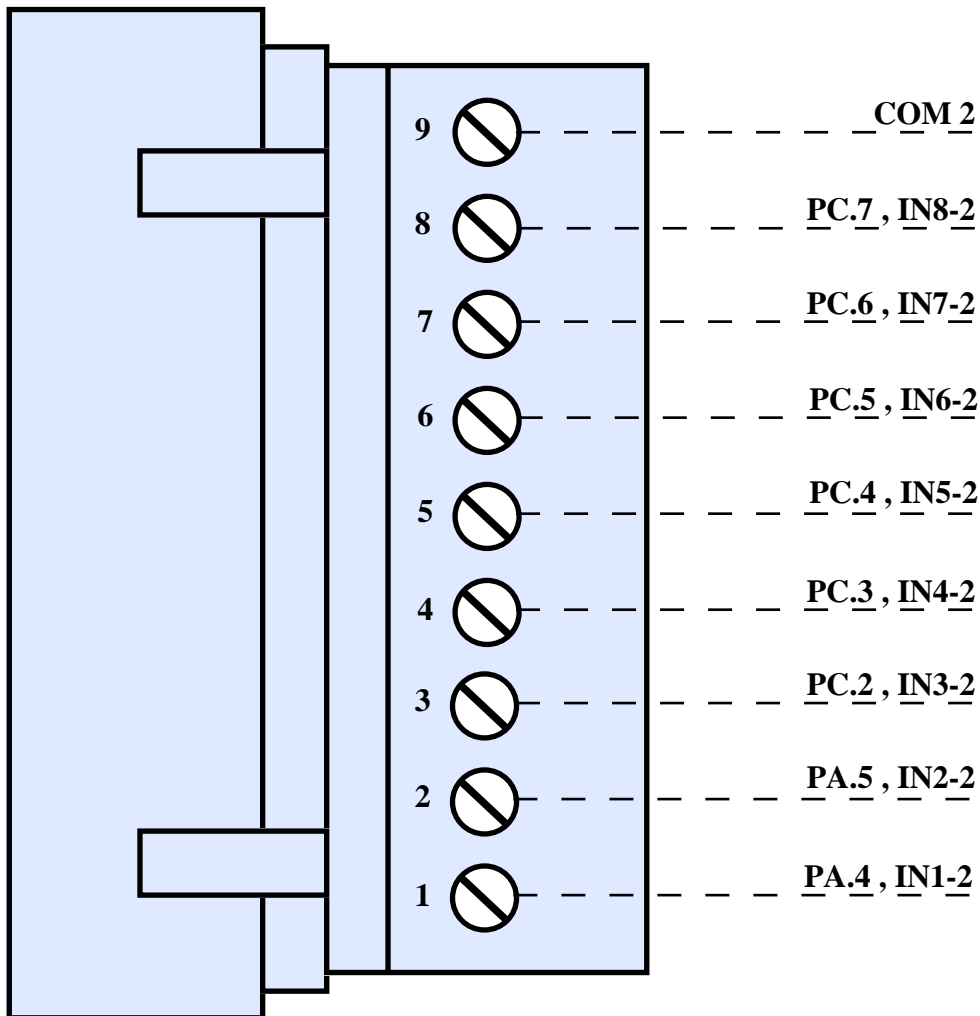 9 COM 2
8 PC.7 , IN8-2
7 PC.6 , IN7-2
6 PC.5 , IN6-2
5 PC.4 , IN5-2
4 PC.3 , IN4-2
3 PC.2 , IN3-2
2 PA.5 , IN2-2
1 PA.4 , IN1-2